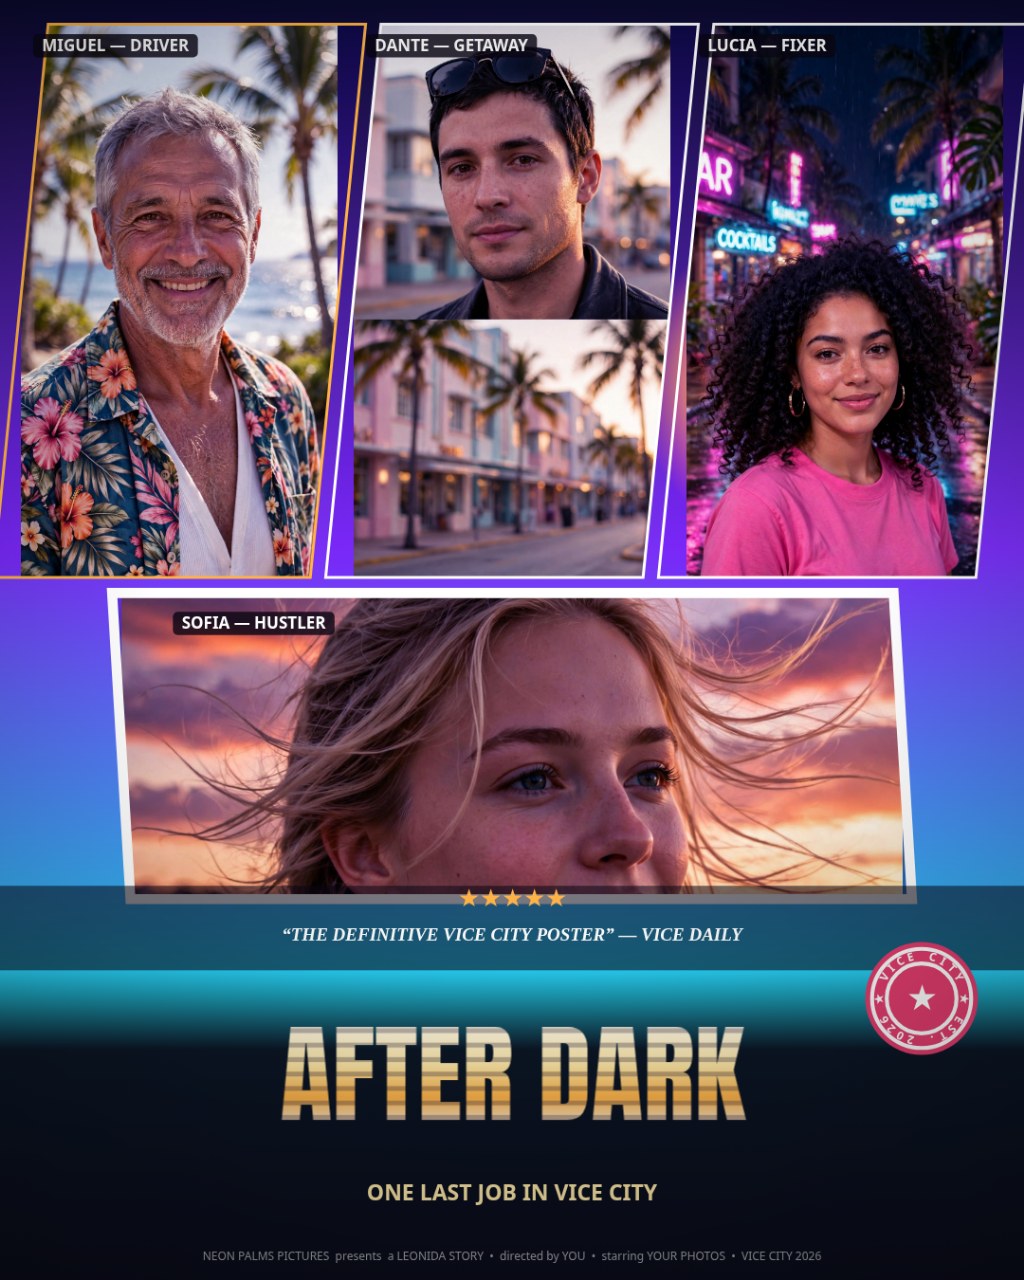 MIGUEL — DRIVER
DANTE — GETAWAY
LUCIA — FIXER
AR
COCKTAILS
SOFIA — HUSTLER
★★★★★
“THE DEFINITIVE VICE CITY POSTER” — VICE DAILY
★ VICE CITY ★
EST. 2026
★
AFTER DARK
ONE LAST JOB IN VICE CITY
NEON PALMS PICTURES presents a LEONIDA STORY • directed by YOU • starring YOUR PHOTOS • VICE CITY 2026